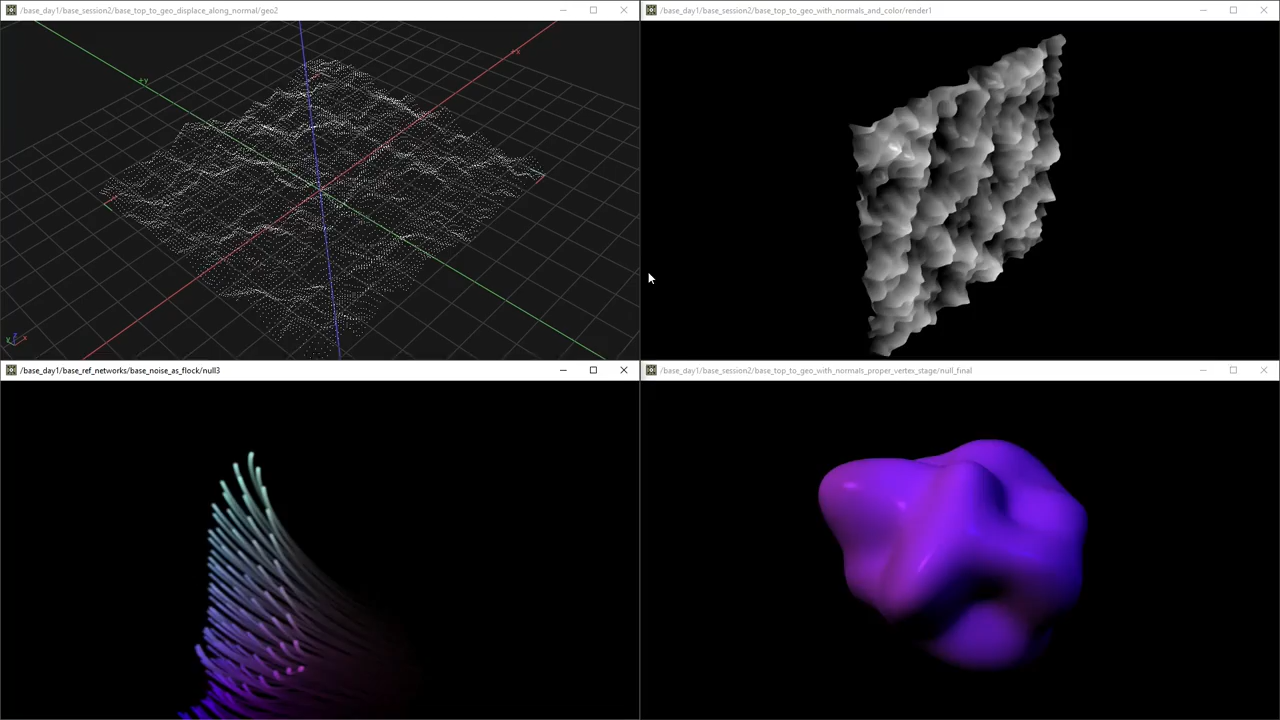 /base_day1/base_session2/base_top_to_geo_displace_along_normal/geo2
/base_day1/base_session2/base_top_to_geo_with_normals_and_color/render1
+Y
+X
Y Z X
/base_day1/base_ref_networks/base_noise_as_flock/null3
/base_day1/base_session2/base_top_to_geo_with_normals_proper_vertex_stage/null_final